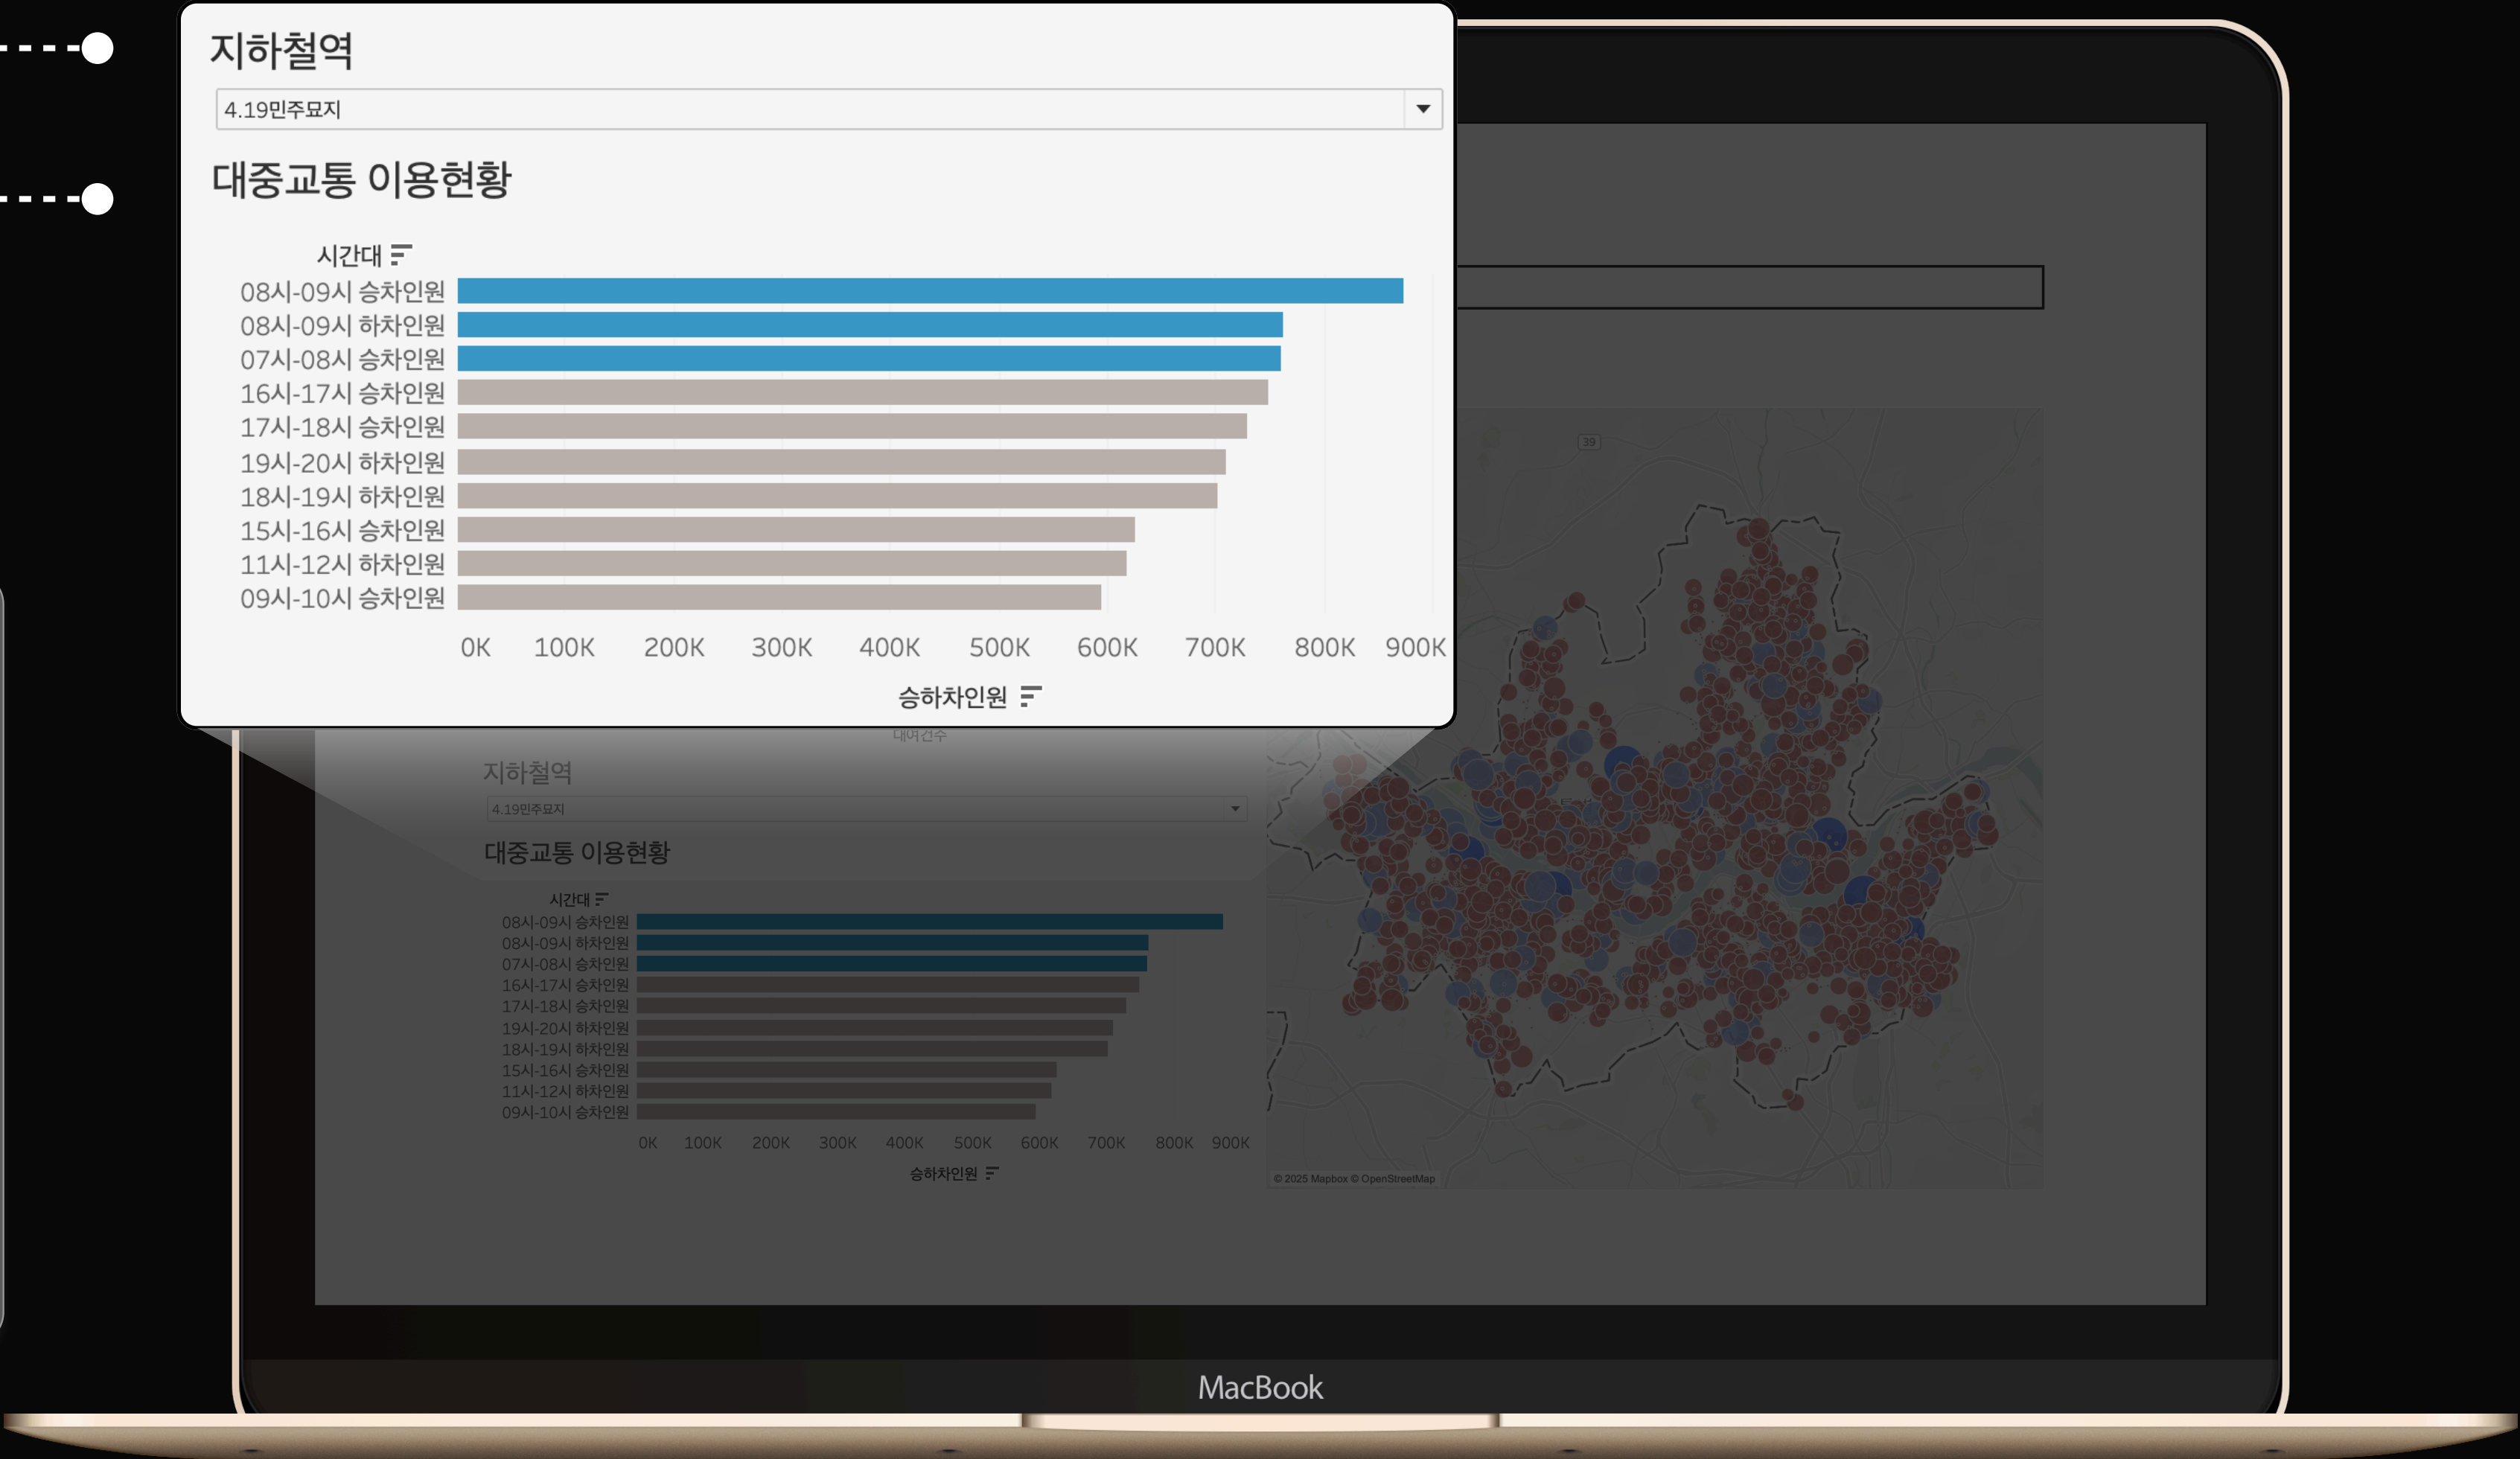 지하철역
4.19민주묘지
대중교통 이용현황
시간대
08시-09시 승차인원
08시-09시 하차인원
07시-08시 승차인원
16시-17시 승차인원
17시-18시 승차인원
19시-20시 하차인원
18시-19시 하차인원
15시-16시 승차인원
11시-12시 하차인원
09시-10시 승차인원
0K 100K 200K 300K 400K 500K 600K 700K 800K 900K
승하차인원
39
대여건수
지하철역
4.19민주묘지
대중교통 이용현황
시간대
08시-09시 승차인원
08시-09시 하차인원
07시-08시 승차인원
16시-17시 승차인원
17시-18시 승차인원
19시-20시 하차인원
18시-19시 하차인원
15시-16시 승차인원
11시-12시 하차인원
09시-10시 승차인원
0K 100K 200K 300K 400K 500K 600K 700K 800K 900K
승하차인원
© 2025 Mapbox © OpenStreetMap
MacBook